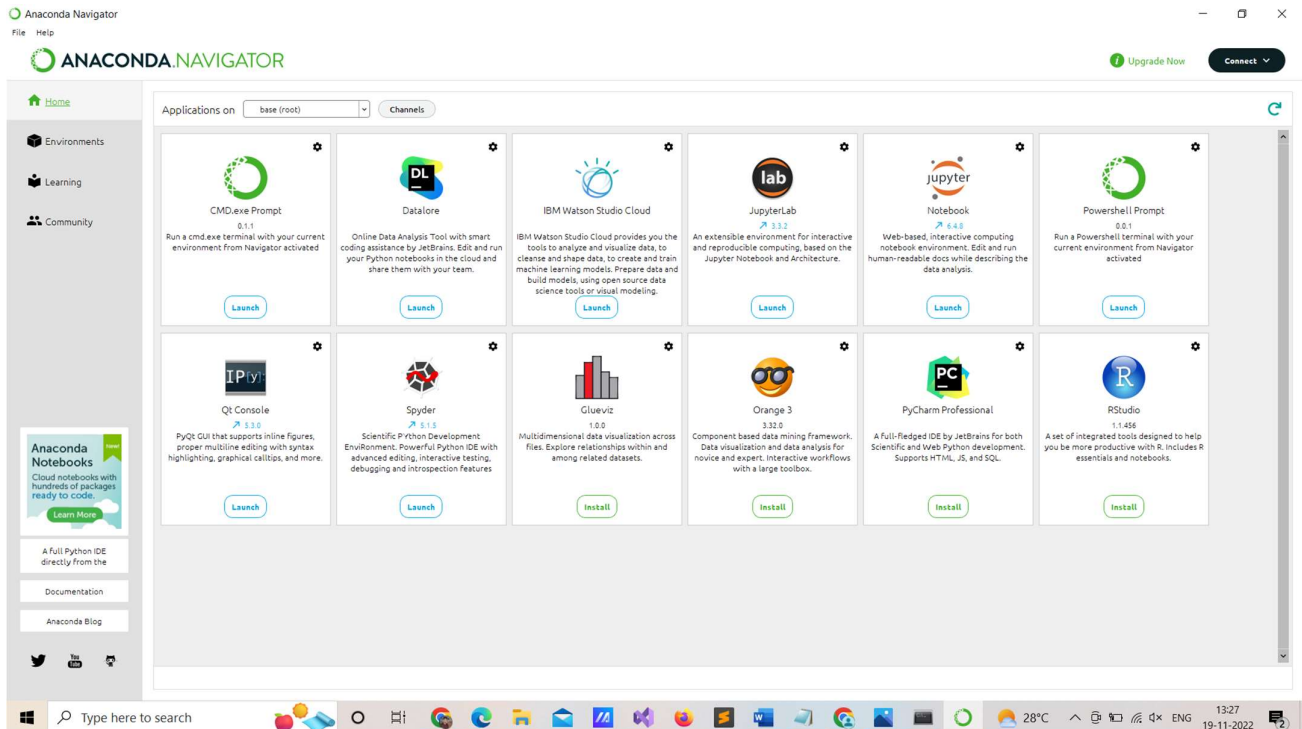 Anaconda Navigator
File Help
ANACONDA.NAVIGATOR
Upgrade Now
Connect
Home
Environments
Learning
Community
Applications on base (root) Channels
CMD.exe Prompt
0.1.1
Run a cmd.exe terminal with your current
environment from Navigator activated
Launch
DL
Datalore
Online Data Analysis Tool with smart
coding assistance by JetBrains. Edit and run
your Python notebooks in the cloud and
share them with your team.
Launch
IBM Watson Studio Cloud
IBM Watson Studio Cloud provides you the
tools to analyze and visualize data, to
cleanse and shape data, to create and train
machine learning models. Prepare data and
build models, using open source data
science tools or visual modeling.
Launch
lab
JupyterLab
3.3.2
An extensible environment for interactive
and reproducible computing, based on the
Jupyter Notebook and Architecture.
Launch
jupyter
Notebook
6.4.8
Web-based, interactive computing
notebook environment. Edit and run
human-readable docs while describing the
data analysis.
Launch
Powershell Prompt
0.0.1
Run a Powershell terminal with your
current environment from Navigator
activated
Launch
IP[y]:
Qt Console
5.3.0
PyQt GUI that supports inline figures,
proper multiline editing with syntax
highlighting, graphical calltips, and more.
Launch
Spyder
5.1.5
Scientific PYthon Development
EnviRonment. Powerful Python IDE with
advanced editing, interactive testing,
debugging and introspection features
Launch
Glueviz
1.0.0
Multidimensional data visualization across
files. Explore relationships within and
among related datasets.
Install
Orange 3
3.32.0
Component based data mining framework.
Data visualization and data analysis for
novice and expert. Interactive workflows
with a large toolbox.
Install
PC
PyCharm Professional
A full-fledged IDE by JetBrains for both
Scientific and Web Python development.
Supports HTML, JS, and SQL.
Install
R
RStudio
1.1.456
A set of integrated tools designed to help
you be more productive with R. Includes R
essentials and notebooks.
Install
Anaconda
Notebooks
New!
Cloud notebooks with
hundreds of packages
ready to code.
Learn More
A full Python IDE
directly from the
Documentation
Anaconda Blog
You
Tube
Type here to search
28°C
ENG
13:27
19-11-2022
2